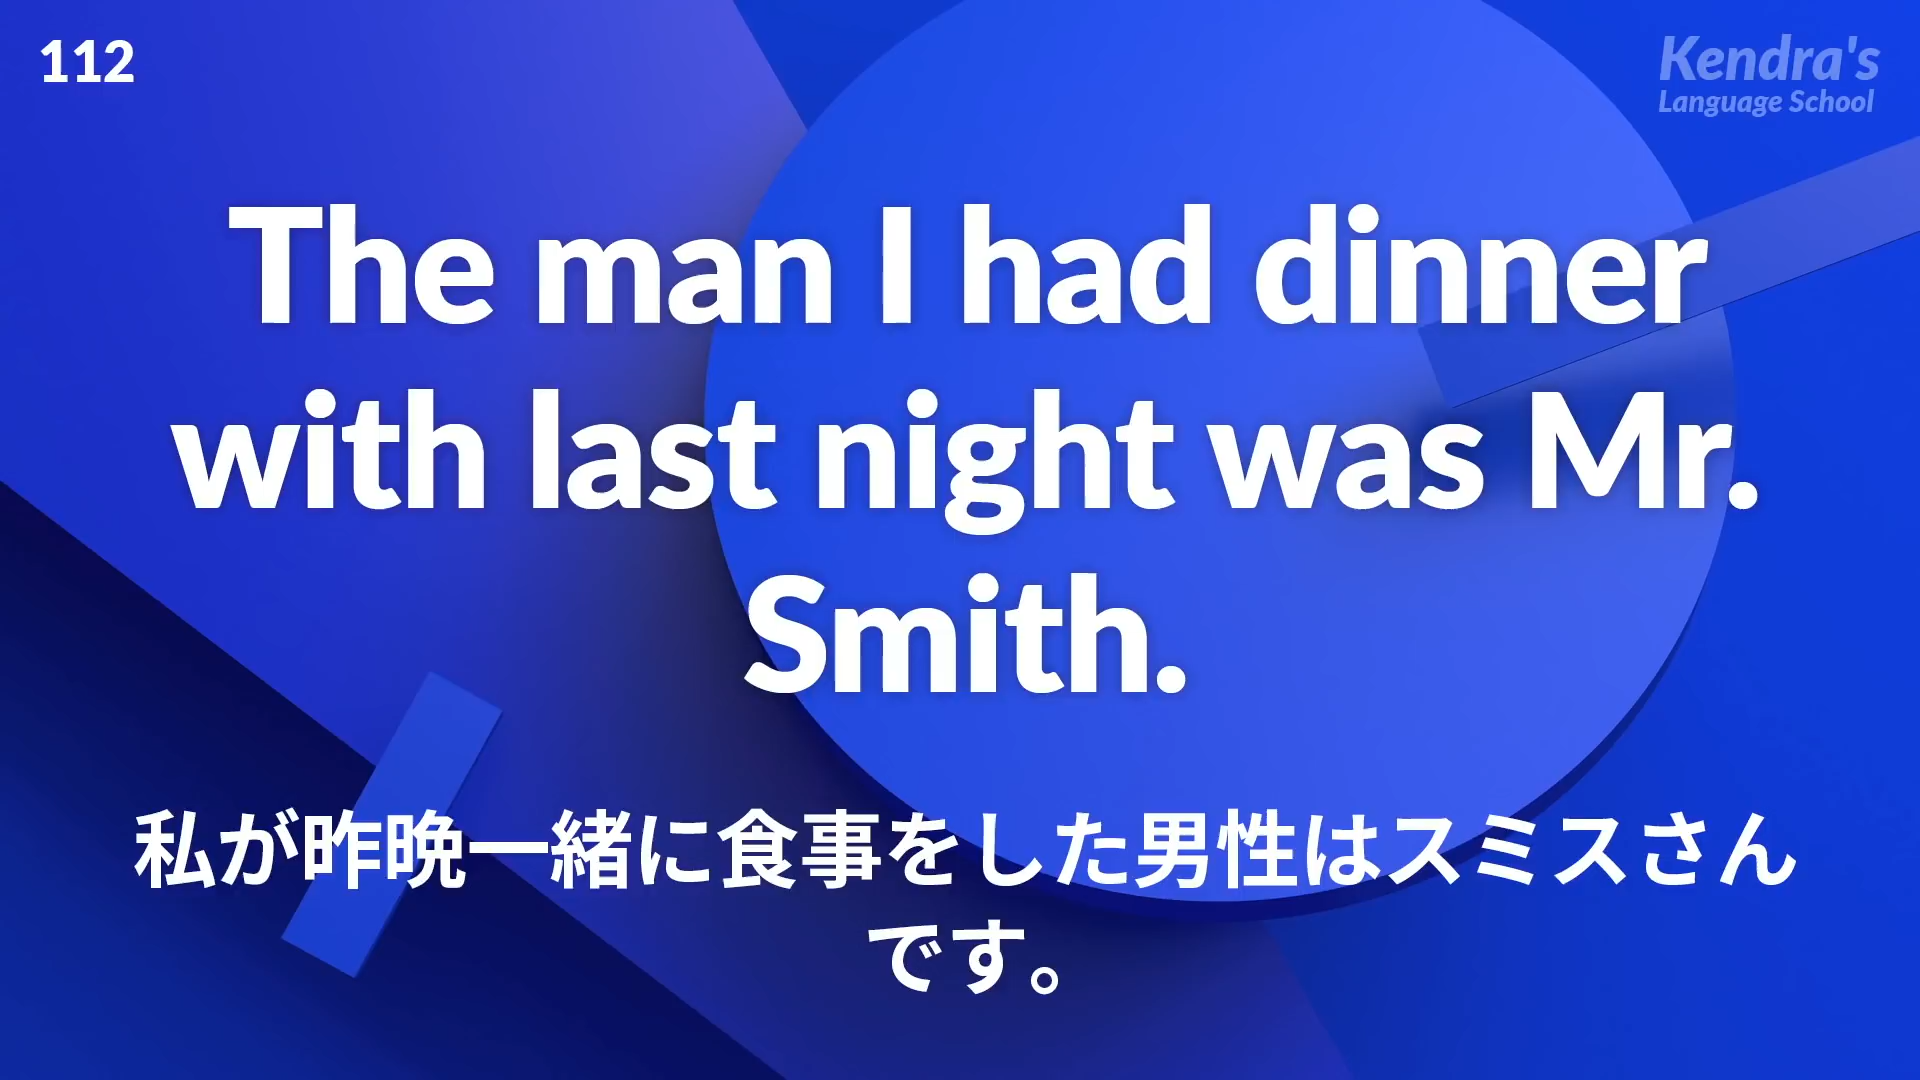 112
Kendra's
Language School
The man I had dinner
with last night was Mr.
Smith.
私が昨晩一緒に食事をした男性はスミスさん
です。